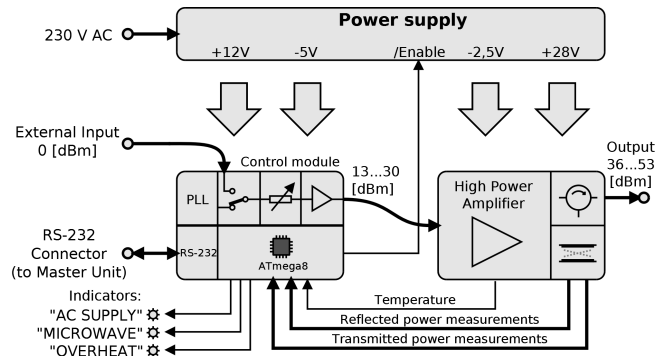 Power supply
230 V AC
+12V -5V /Enable -2,5V +28V
External Input
0 [dBm]
Control module
13...30
[dBm]
Output
36...53
[dBm]
PLL
High Power
Amplifier
RS-232
Connector
(to Master Unit)
RS-232
ATmega8
Indicators:
"AC SUPPLY"
"MICROWAVE"
"OVERHEAT"
Temperature
Reflected power measurements
Transmitted power measurements